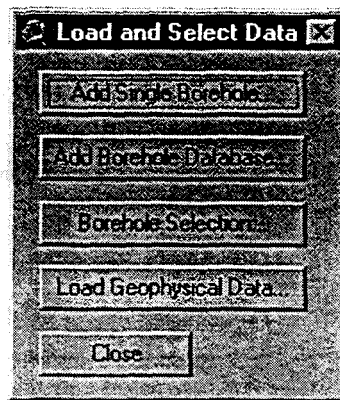 Load and Select Data
Add Single Borehole...
Add Borehole Database...
Borehole Selection...
Load Geophysical Data...
Close